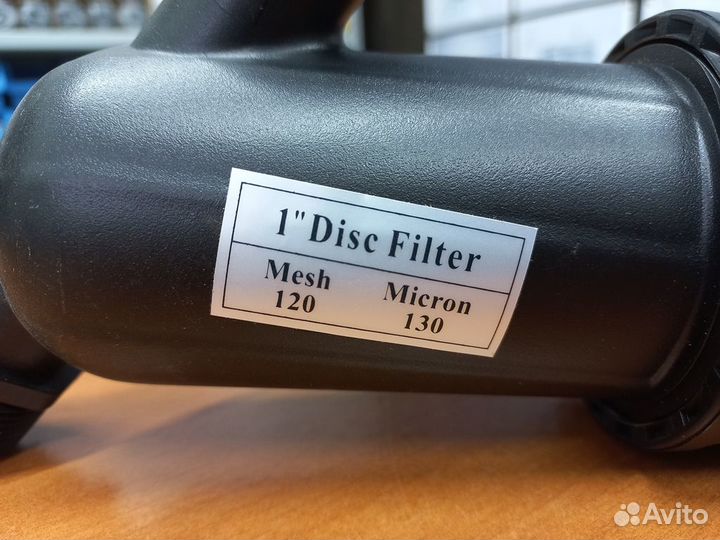 1" Disc Filter
Mesh Micron
120 130
Avito